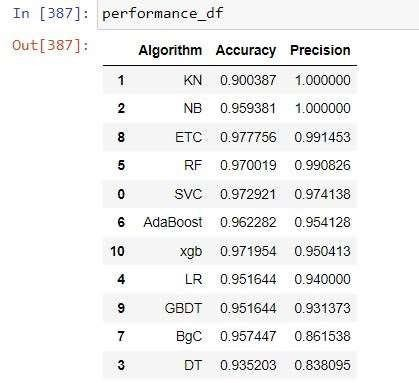 In [387]: performance_df
Out[387]:
Algorithm Accuracy Precision
1 KN 0.900387 1.000000
2 NB 0.959381 1.000000
8 ETC 0.977756 0.991453
5 RF 0.970019 0.990826
0 SVC 0.972921 0.974138
6 AdaBoost 0.962282 0.954128
10 xgb 0.971954 0.950413
4 LR 0.951644 0.940000
9 GBDT 0.951644 0.931373
7 BgC 0.957447 0.861538
3 DT 0.935203 0.838095